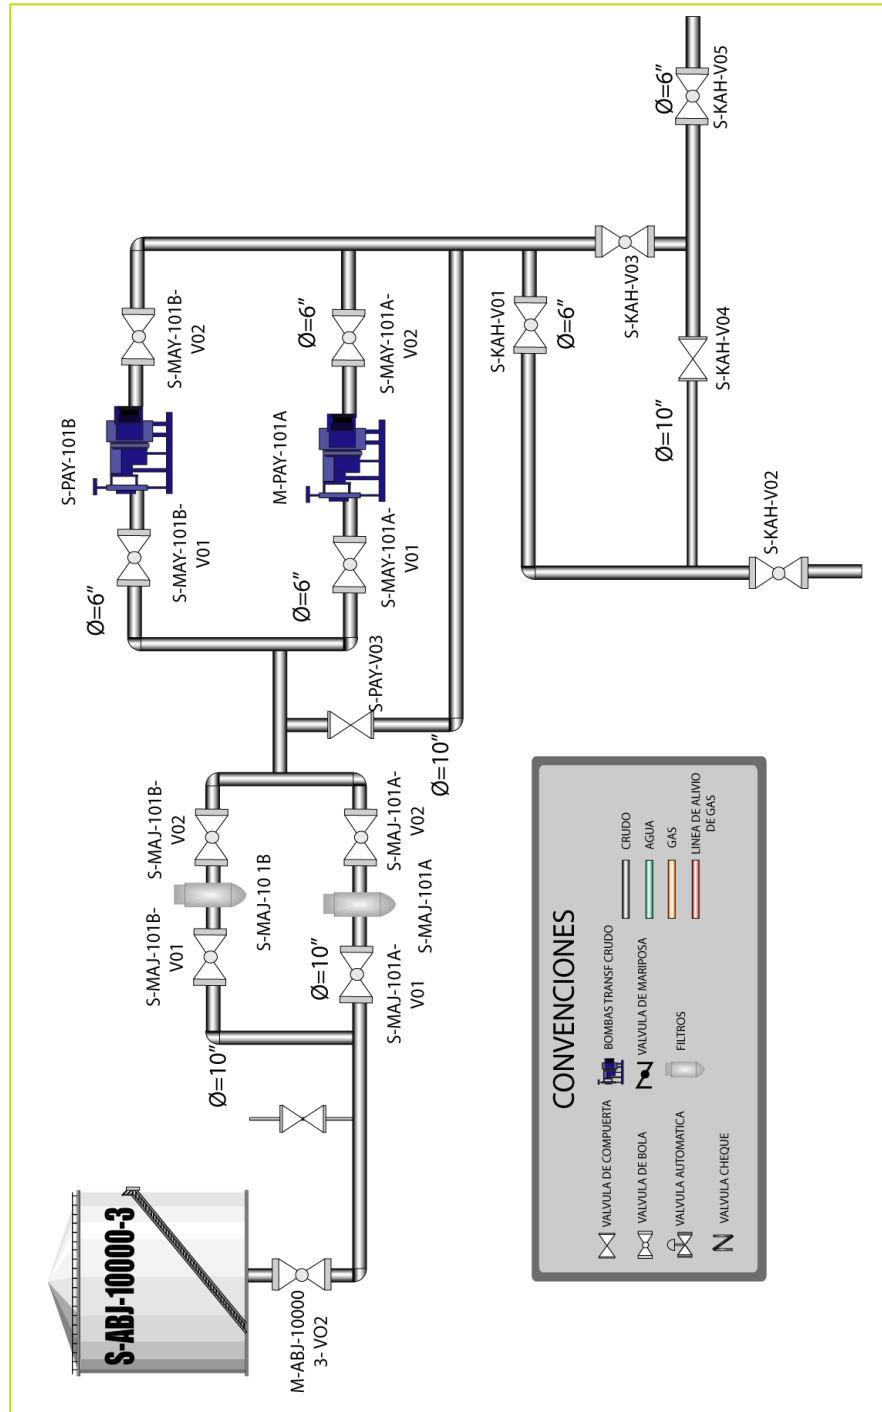 S-ABJ-10000-3
M-ABJ-10000
3- VO2
Ø=10"
S-MAJ-101B-
V01
S-MAJ-10 1B
S-MAJ-101B-
V02
Ø=10"
S-MAJ-101A-
V01
S-MAJ-101A
S-MAJ-101A-
V02
Ø=10"
S-PAY-V03
Ø=6"
S-MAY-101B-
V01
S-PAY-101B
S-MAY-101B-
V02
Ø=6"
S-MAY-101A-
V01
M-PAY-101A
Ø=6"
S-MAY-101A-
V02
S-KAH-V01
Ø=6"
S-KAH-V03
Ø=6"
S-KAH-V05
S-KAH-V04
Ø=10"
S-KAH-V02
CONVENCIONES
VALVULA DE COMPUERTA
VALVULA DE BOLA
VALVULA AUTOMATICA
VALVULA CHEQUE
BOMBAS TRANSF CRUDO
VALVULA DE MARIPOSA
FILTROS
CRUDO
AGUA
GAS
LINEA DE ALIVIO
DE GAS